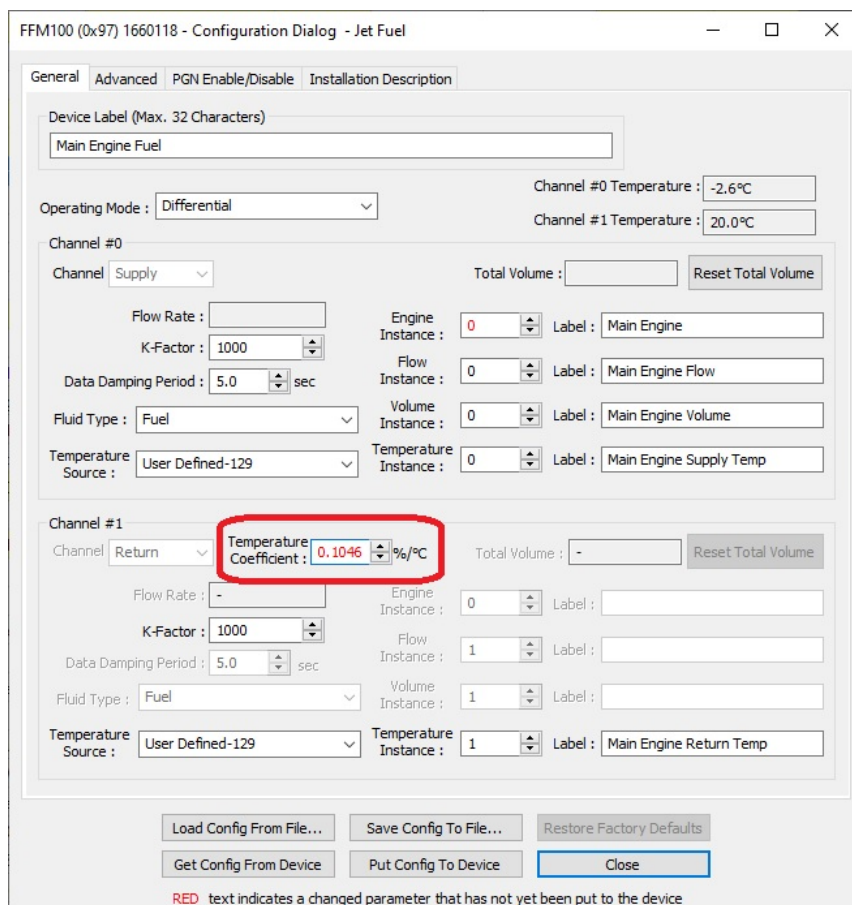 FFM100 (0x97) 1660118 - Configuration Dialog - Jet Fuel
General Advanced PGN Enable/Disable Installation Description
Device Label (Max. 32 Characters)
Main Engine Fuel
Operating Mode : Differential
Channel #0 Temperature : -2.6°C
Channel #1 Temperature : 20.0°C
Channel #0
Channel Supply Total Volume : Reset Total Volume
Flow Rate :
K-Factor : 1000
Data Damping Period : 5.0 sec
Fluid Type : Fuel
Temperature Source : User Defined-129
Engine Instance : 0 Label : Main Engine
Flow Instance : 0 Label : Main Engine Flow
Volume Instance : 0 Label : Main Engine Volume
Temperature Instance : 0 Label : Main Engine Supply Temp
Channel #1
Channel Return Temperature Coefficient : 0.1046 %/°C Total Volume : - Reset Total Volume
Flow Rate : -
K-Factor : 1000
Data Damping Period : 5.0 sec
Fluid Type : Fuel
Temperature Source : User Defined-129
Engine Instance : 0 Label :
Flow Instance : 1 Label :
Volume Instance : 1 Label :
Temperature Instance : 1 Label : Main Engine Return Temp
Load Config From File... Save Config To File... Restore Factory Defaults
Get Config From Device Put Config To Device Close
RED text indicates a changed parameter that has not yet been put to the device